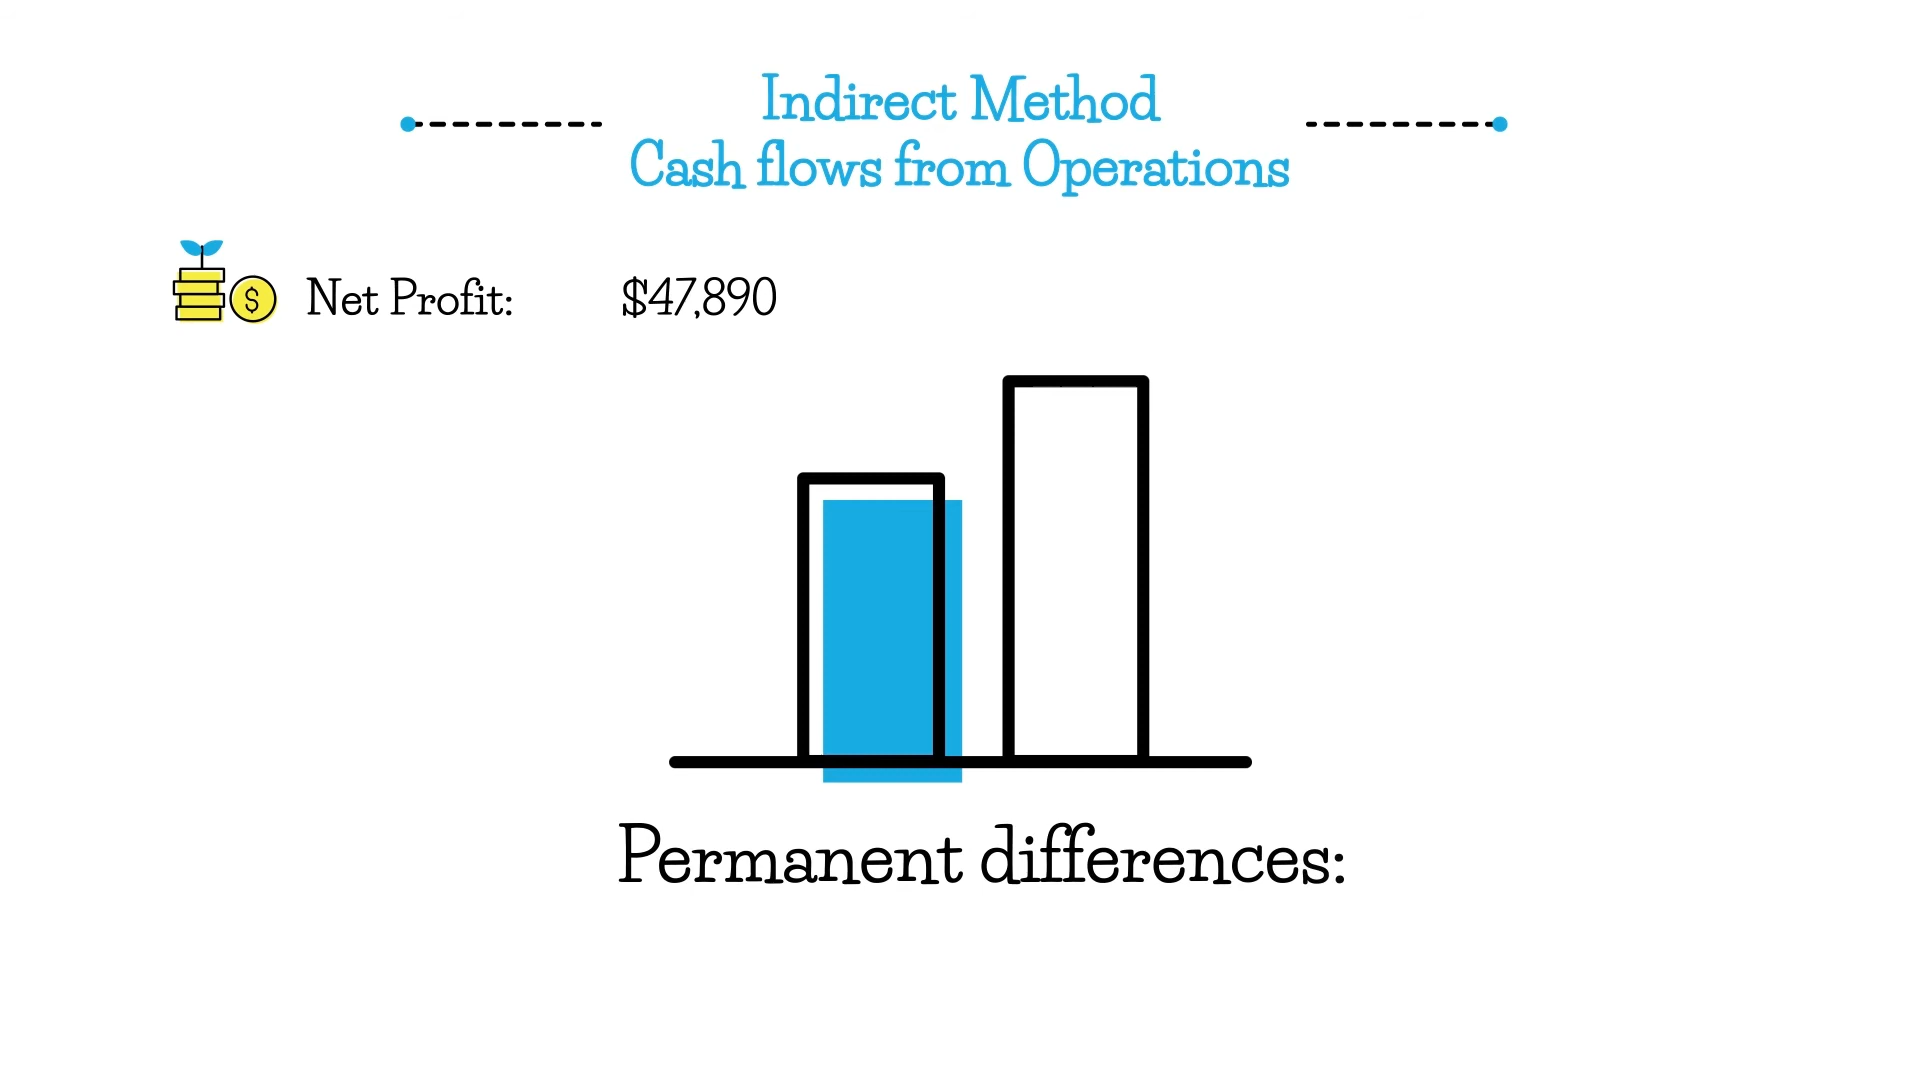 Indirect Method
Cash flows from Operations
$ Net Profit: $47,890
Permanent differences: